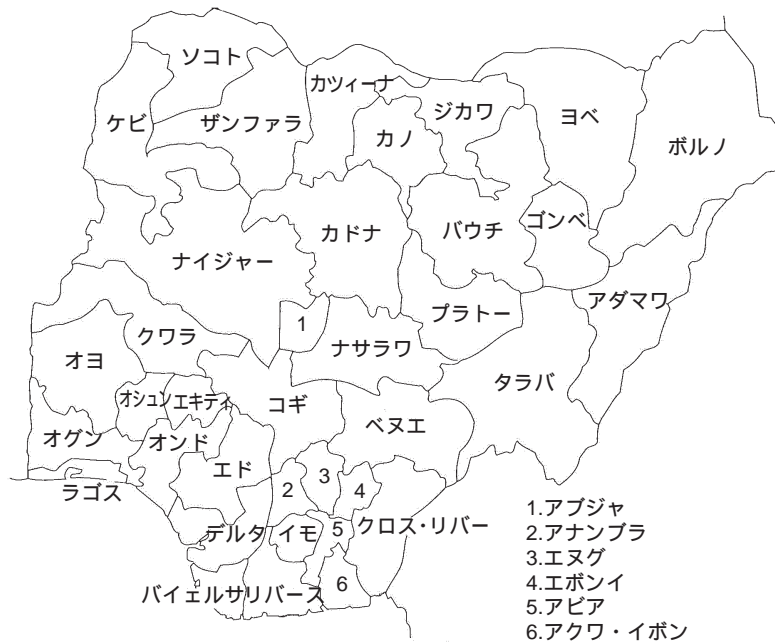 ソコト
カツィーナ
ケビ
ザンファラ
カノ
ジカワ
ヨベ
ボルノ
ナイジャー
カドナ
バウチ
ゴンベ
アダマワ
プラトー
1
ナサラワ
クワラ
オヨ
タラバ
オシュン
エキティ
コギ
ベヌエ
オグン
オンド
エド
ラゴス
2
3
4
デルタ
イモ
5
クロス・リバー
バイェルサ
リバース
6
1.アブジャ
2.アナンブラ
3.エヌグ
4.エボンイ
5.アビア
6.アクワ・イボン